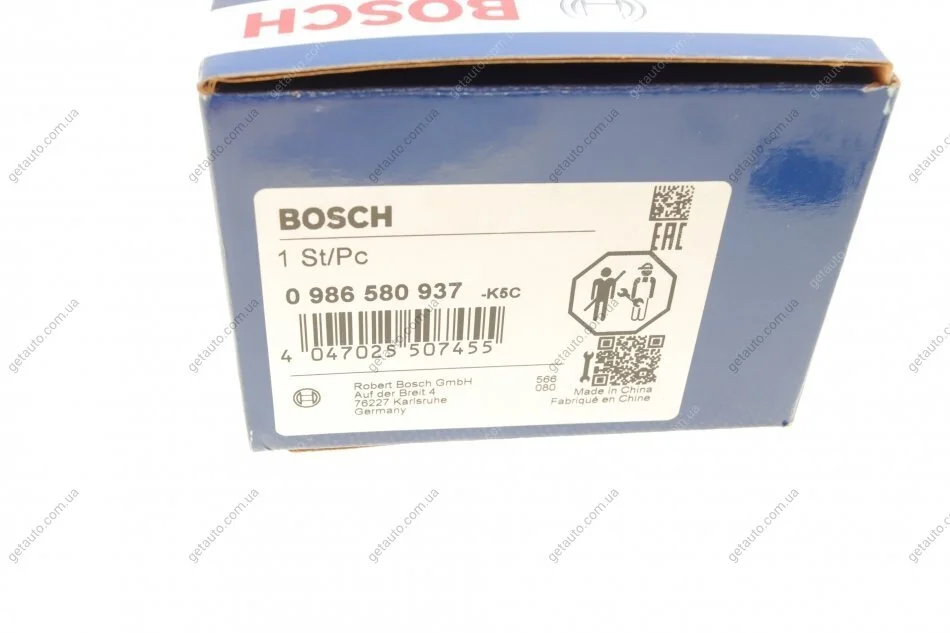 BOSCH
BOSCH
1 St/Pc
EAC
0 986 580 937 -K5C
4 047025 507455
Robert Bosch GmbH
Auf der Breit 4
76227 Karlsruhe
Germany
566
080
Made in China
Fabriqué en Chine
getauto.com.ua